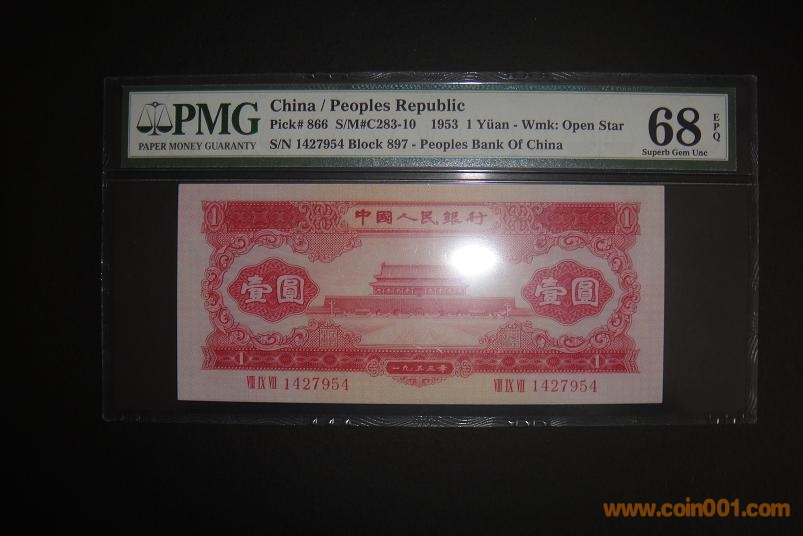 PMG
PAPER MONEY GUARANTY
China / Peoples Republic
Pick# 866 S/M#C283-10 1953 1 Yüan - Wmk: Open Star
S/N 1427954 Block 897 - Peoples Bank Of China
68
EPQ
Superb Gem Unc
1
中國人民銀行
1
壹圓
壹圓
1
一九五三年
1
VIII IX VII 1427954
VIII IX VII 1427954
www.coin001.com